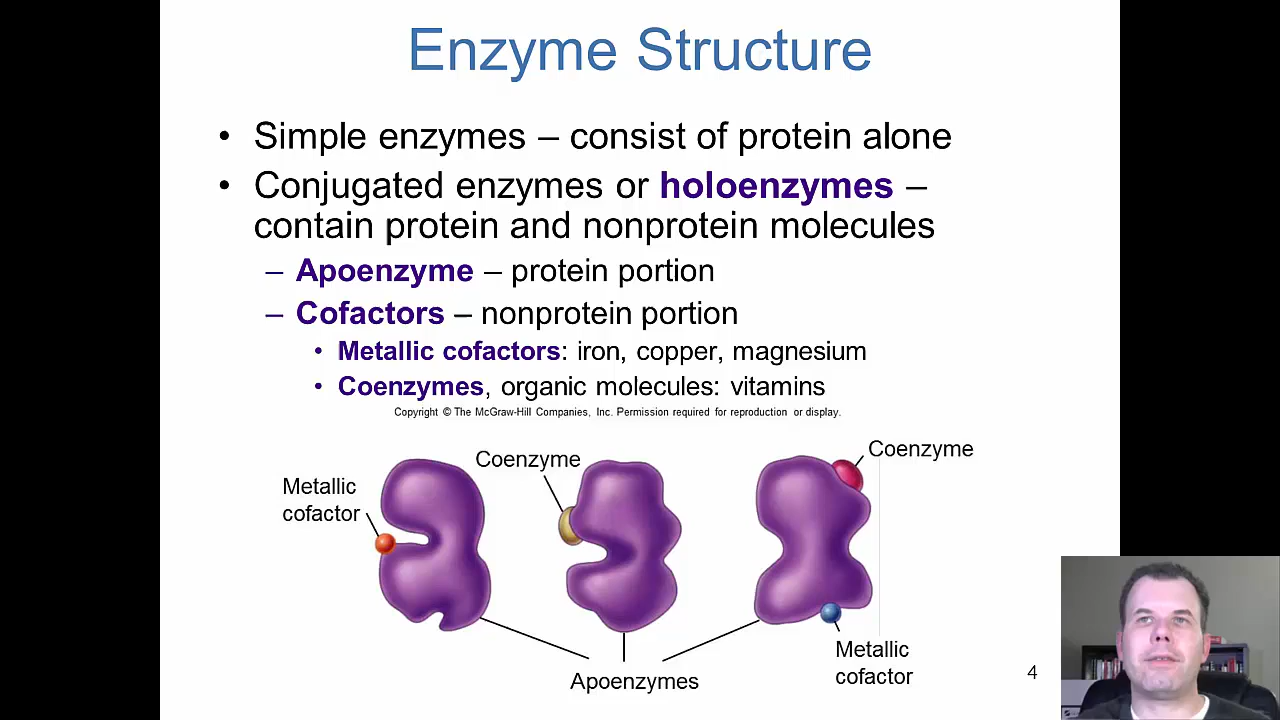 Enzyme Structure
• Simple enzymes – consist of protein alone
• Conjugated enzymes or holoenzymes –
contain protein and nonprotein molecules
– Apoenzyme – protein portion
– Cofactors – nonprotein portion
• Metallic cofactors: iron, copper, magnesium
• Coenzymes, organic molecules: vitamins
Copyright © The McGraw-Hill Companies, Inc. Permission required for reproduction or display.
Metallic
cofactor
Coenzyme
Coenzyme
Apoenzymes
Metallic
cofactor
4